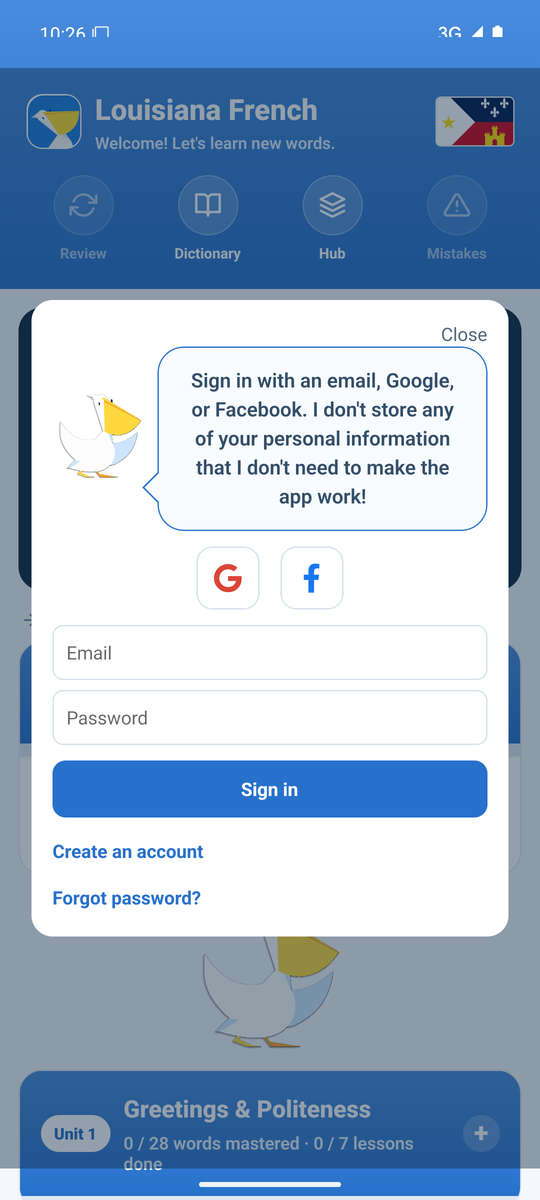 10:26
3G
Louisiana French
Welcome! Let's learn new words.
Review
Dictionary
Hub
Mistakes
Close
Sign in with an email, Google,
or Facebook. I don't store any
of your personal information
that I don't need to make the
app work!
Email
Password
Sign in
Create an account
Forgot password?
Unit 1
Greetings & Politeness
0 / 28 words mastered · 0 / 7 lessons
done